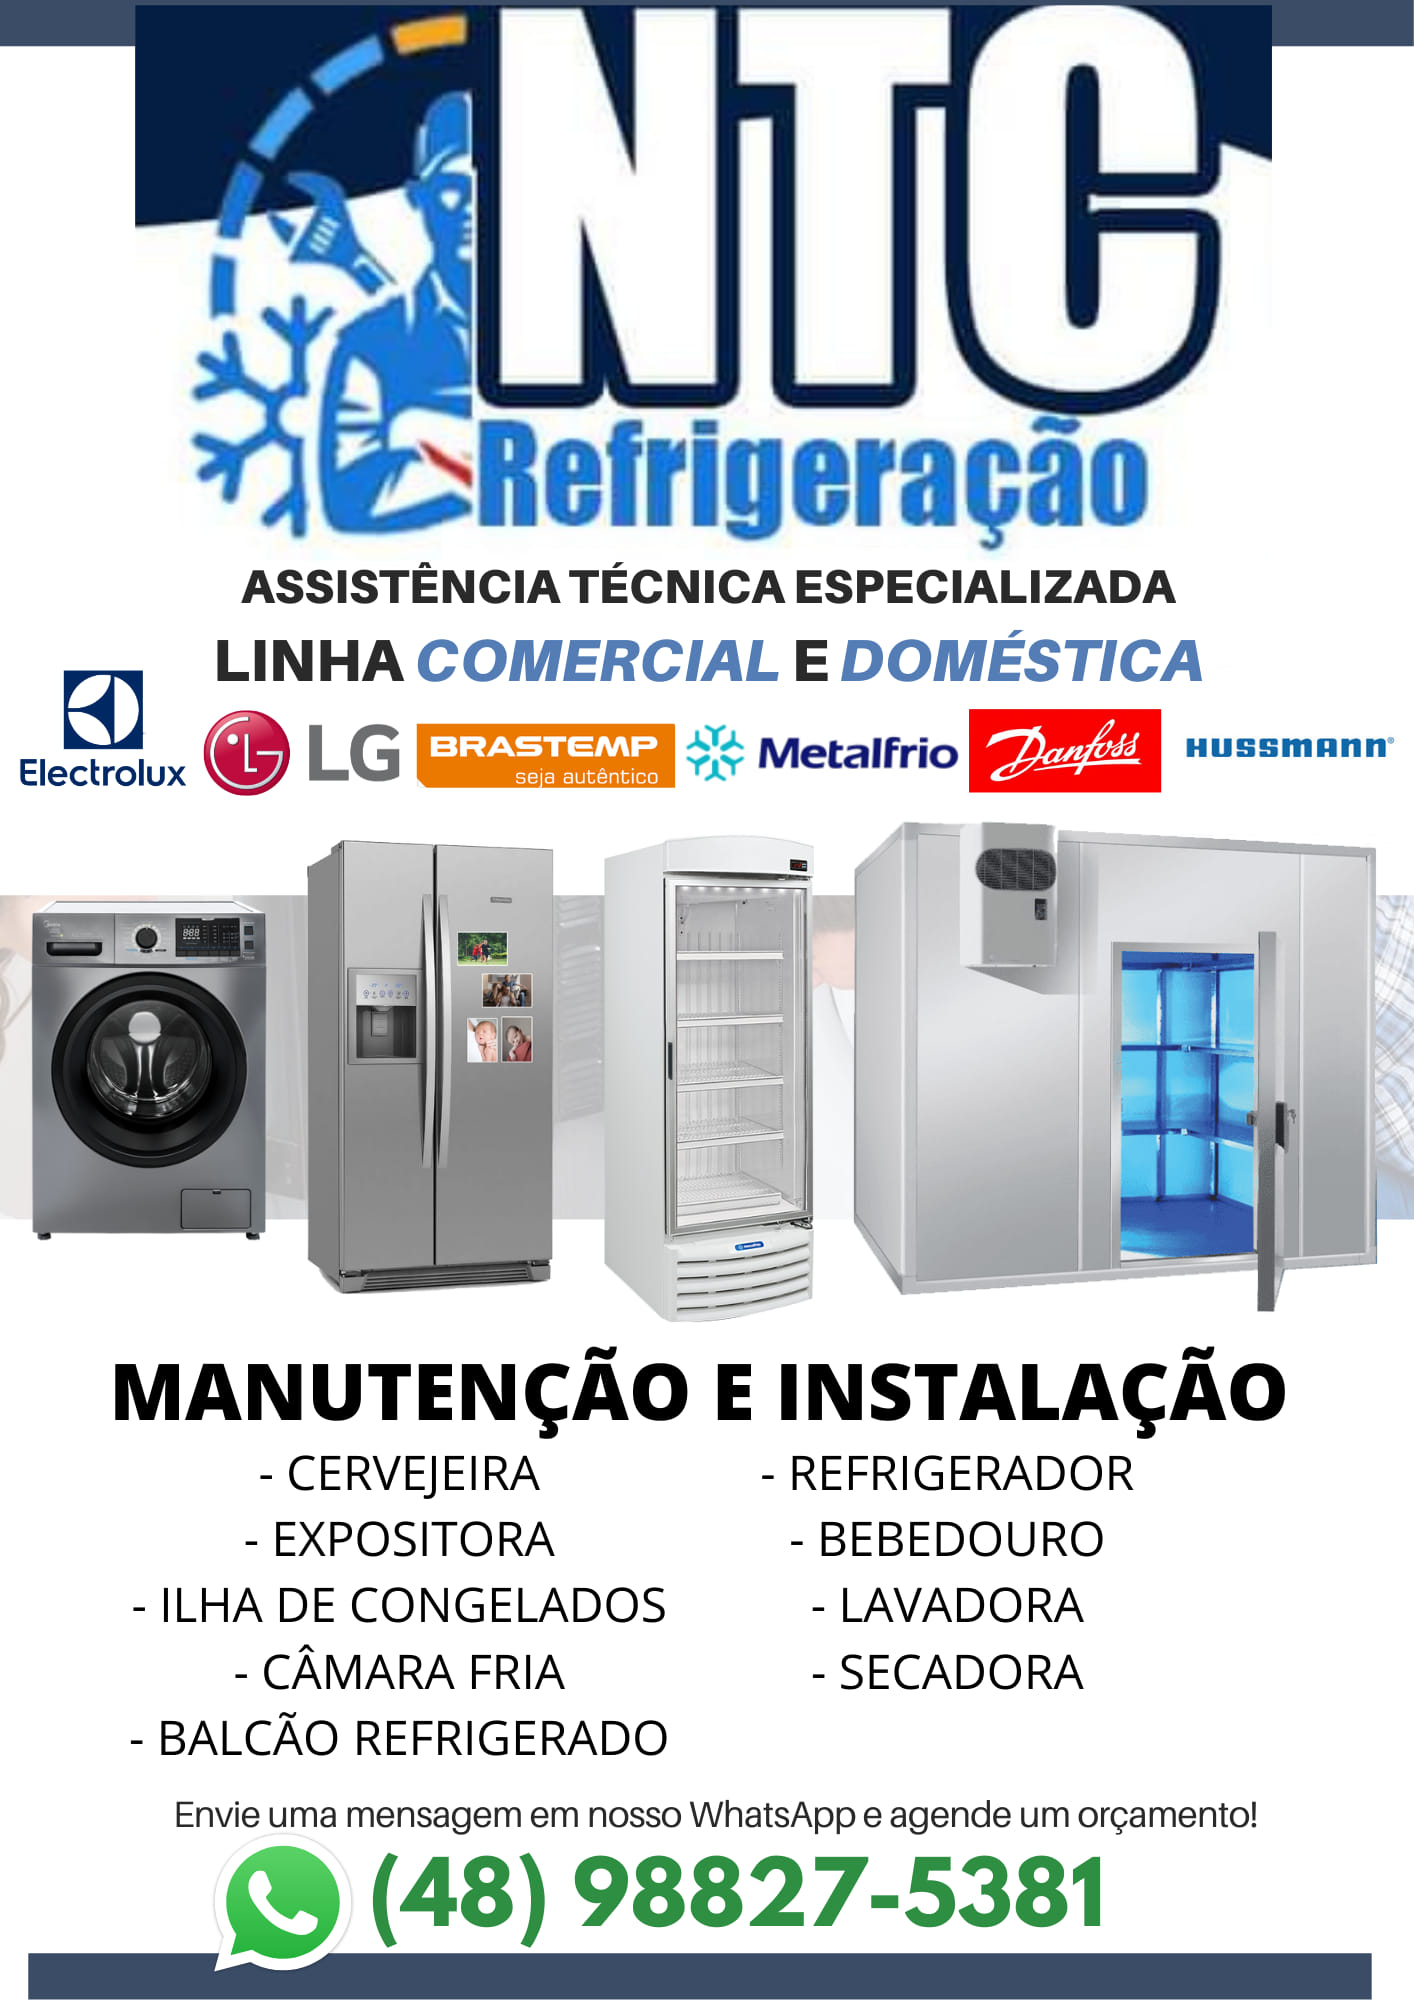 NTC
Refrigeração
ASSISTÊNCIA TÉCNICA ESPECIALIZADA
LINHA COMERCIAL E DOMÉSTICA
Electrolux
LG
BRASTEMP
seja autêntico
Metalfrio
Danfoss
HUSSMANN®
MANUTENÇÃO E INSTALAÇÃO
- CERVEJEIRA
- EXPOSITORA
- ILHA DE CONGELADOS
- CÂMARA FRIA
- BALCÃO REFRIGERADO
- REFRIGERADOR
- BEBEDOURO
- LAVADORA
- SECADORA
Envie uma mensagem em nosso WhatsApp e agende um orçamento!
(48) 98827-5381